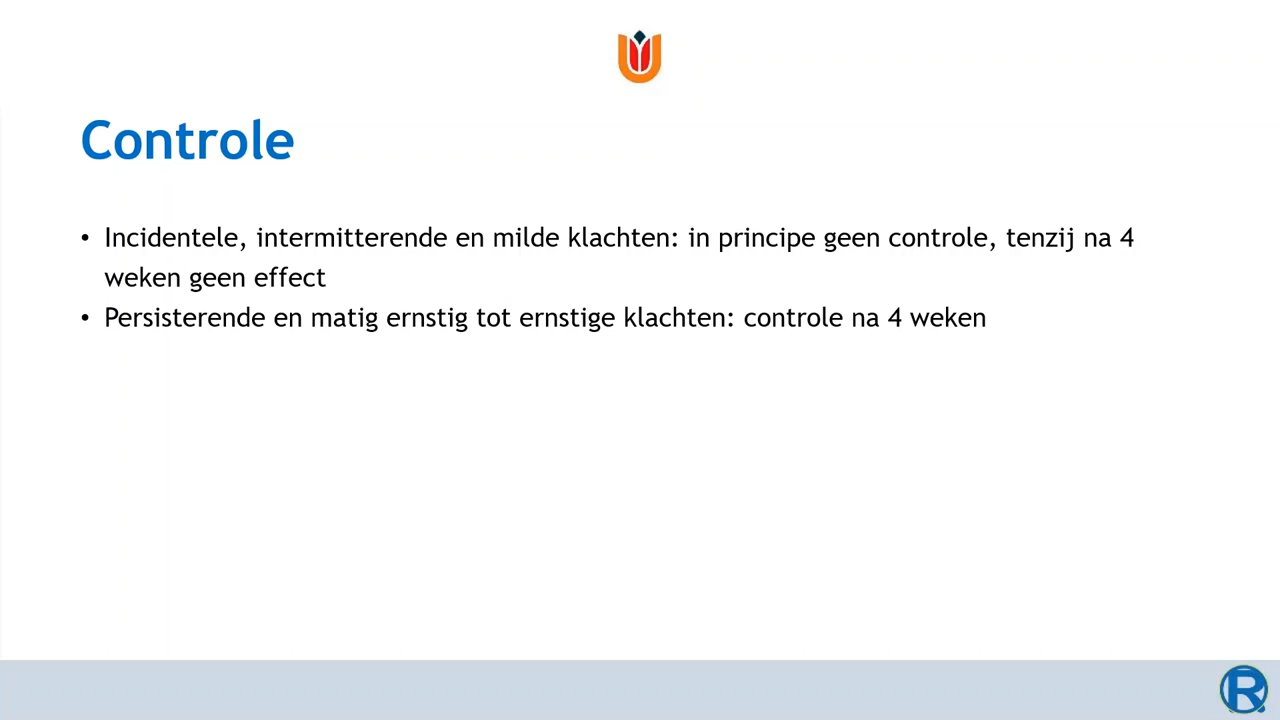 Controle
• Incidentele, intermitterende en milde klachten: in principe geen controle, tenzij na 4
weken geen effect
• Persisterende en matig ernstig tot ernstige klachten: controle na 4 weken
R